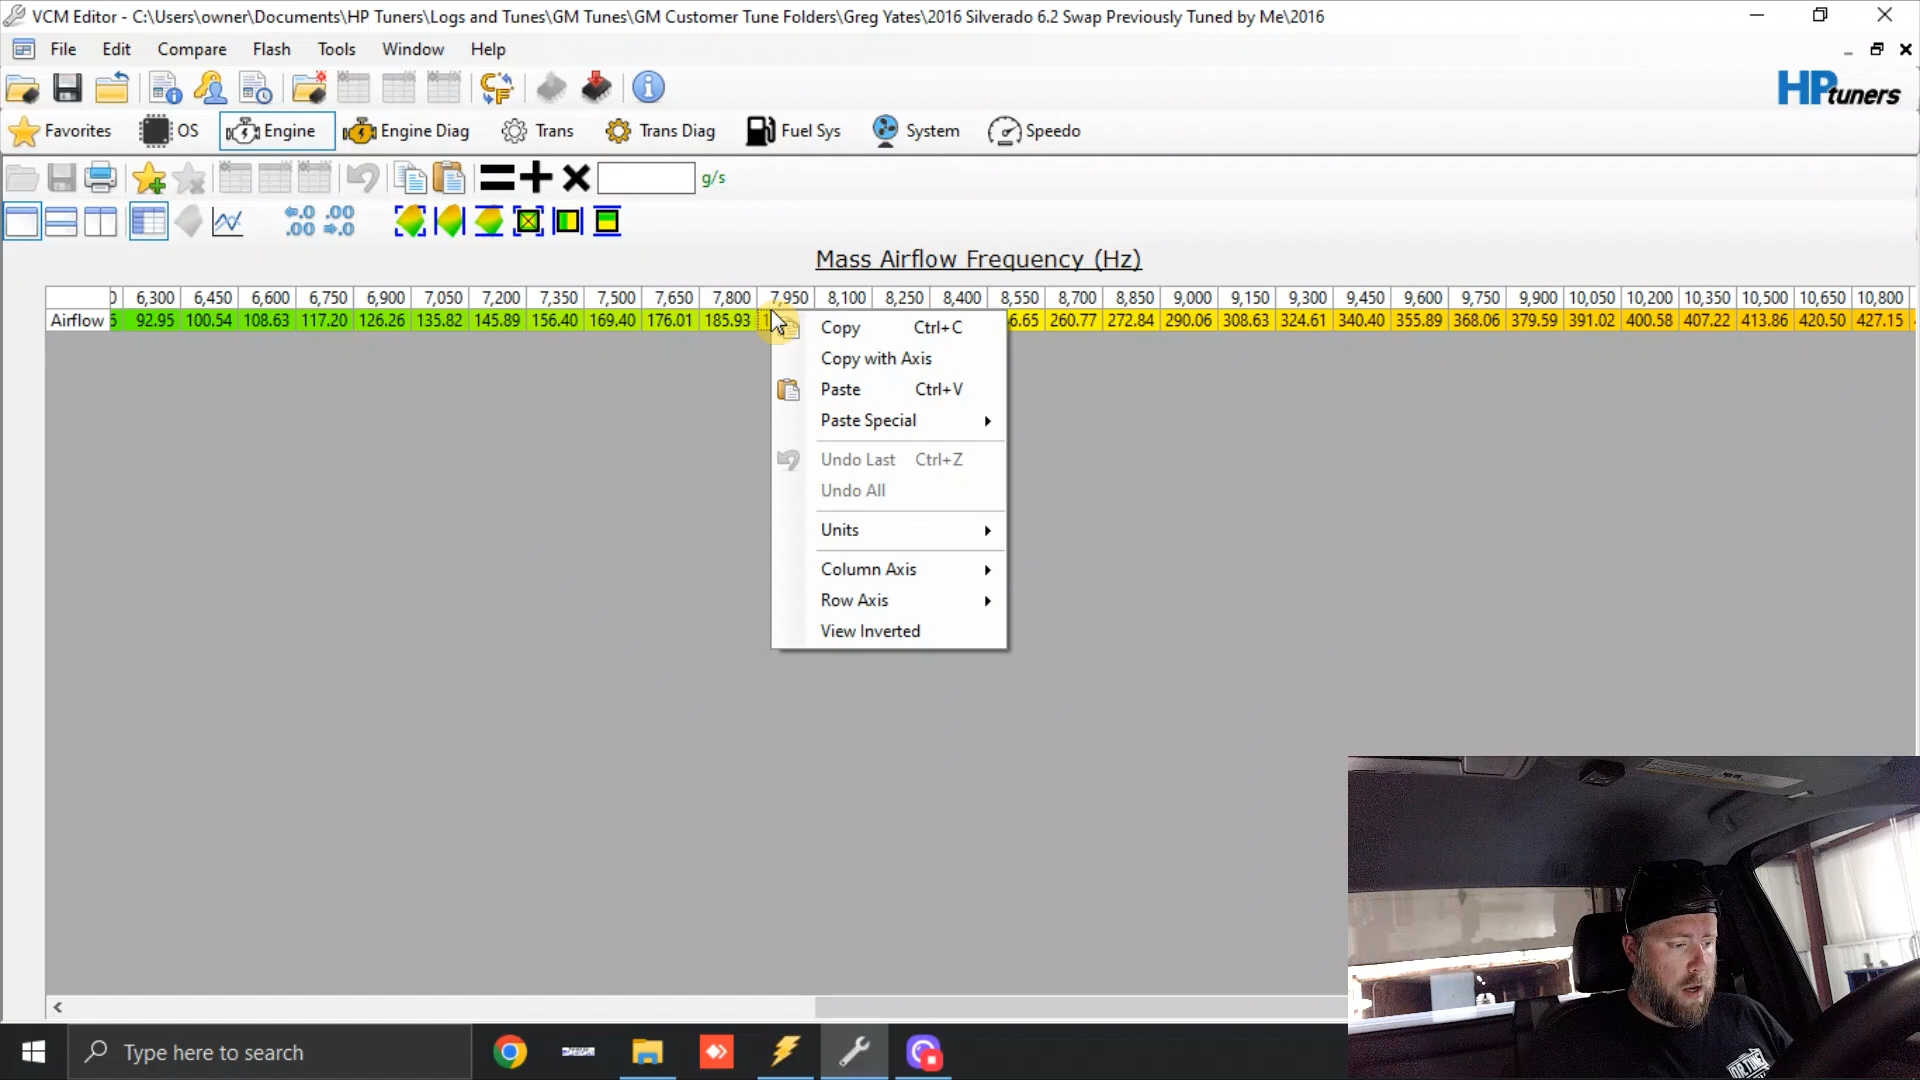 VCM Editor - C:\Users\owner\Documents\HP Tuners\Logs and Tunes\GM Tunes\GM Customer Tune Folders\Greg Yates\2016 Silverado 6.2 Swap Previously Tuned by Me\2016
File Edit Compare Flash Tools Window Help
HPtuners
Favorites OS Engine Engine Diag Trans Trans Diag Fuel Sys System Speedo
g/s
Mass Airflow Frequency (Hz)
6,300 6,450 6,600 6,750 6,900 7,050 7,200 7,350 7,500 7,650 7,800 7,950 8,100 8,250 8,400 8,550 8,700 8,850 9,000 9,150 9,300 9,450 9,600 9,750 9,900 10,050 10,200 10,350 10,500 10,650 10,800
Airflow 92.95 100.54 108.63 117.20 126.26 135.82 145.89 156.40 169.40 176.01 185.93 6.65 260.77 272.84 290.06 308.63 324.61 340.40 355.89 368.06 379.59 391.02 400.58 407.22 413.86 420.50 427.15
Copy Ctrl+C
Copy with Axis
Paste Ctrl+V
Paste Special
Undo Last Ctrl+Z
Undo All
Units
Column Axis
Row Axis
View Inverted
Type here to search